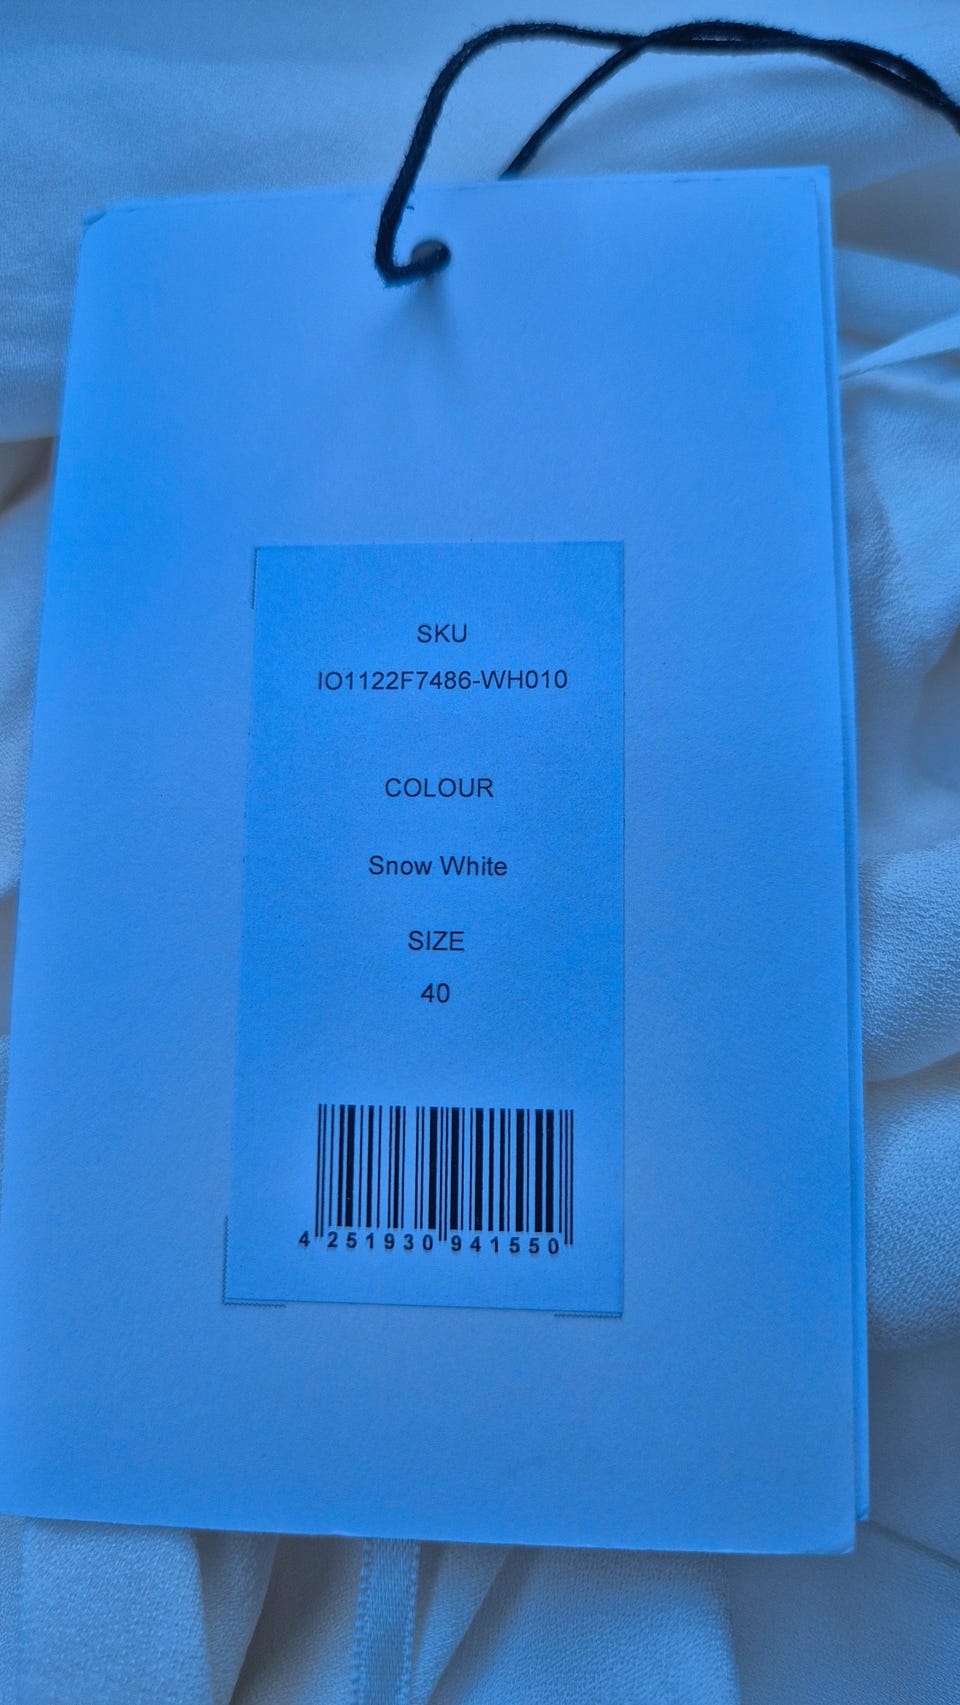 SKU
IO1122F7486-WH010
COLOUR
Snow White
SIZE
40
4 251930 941550